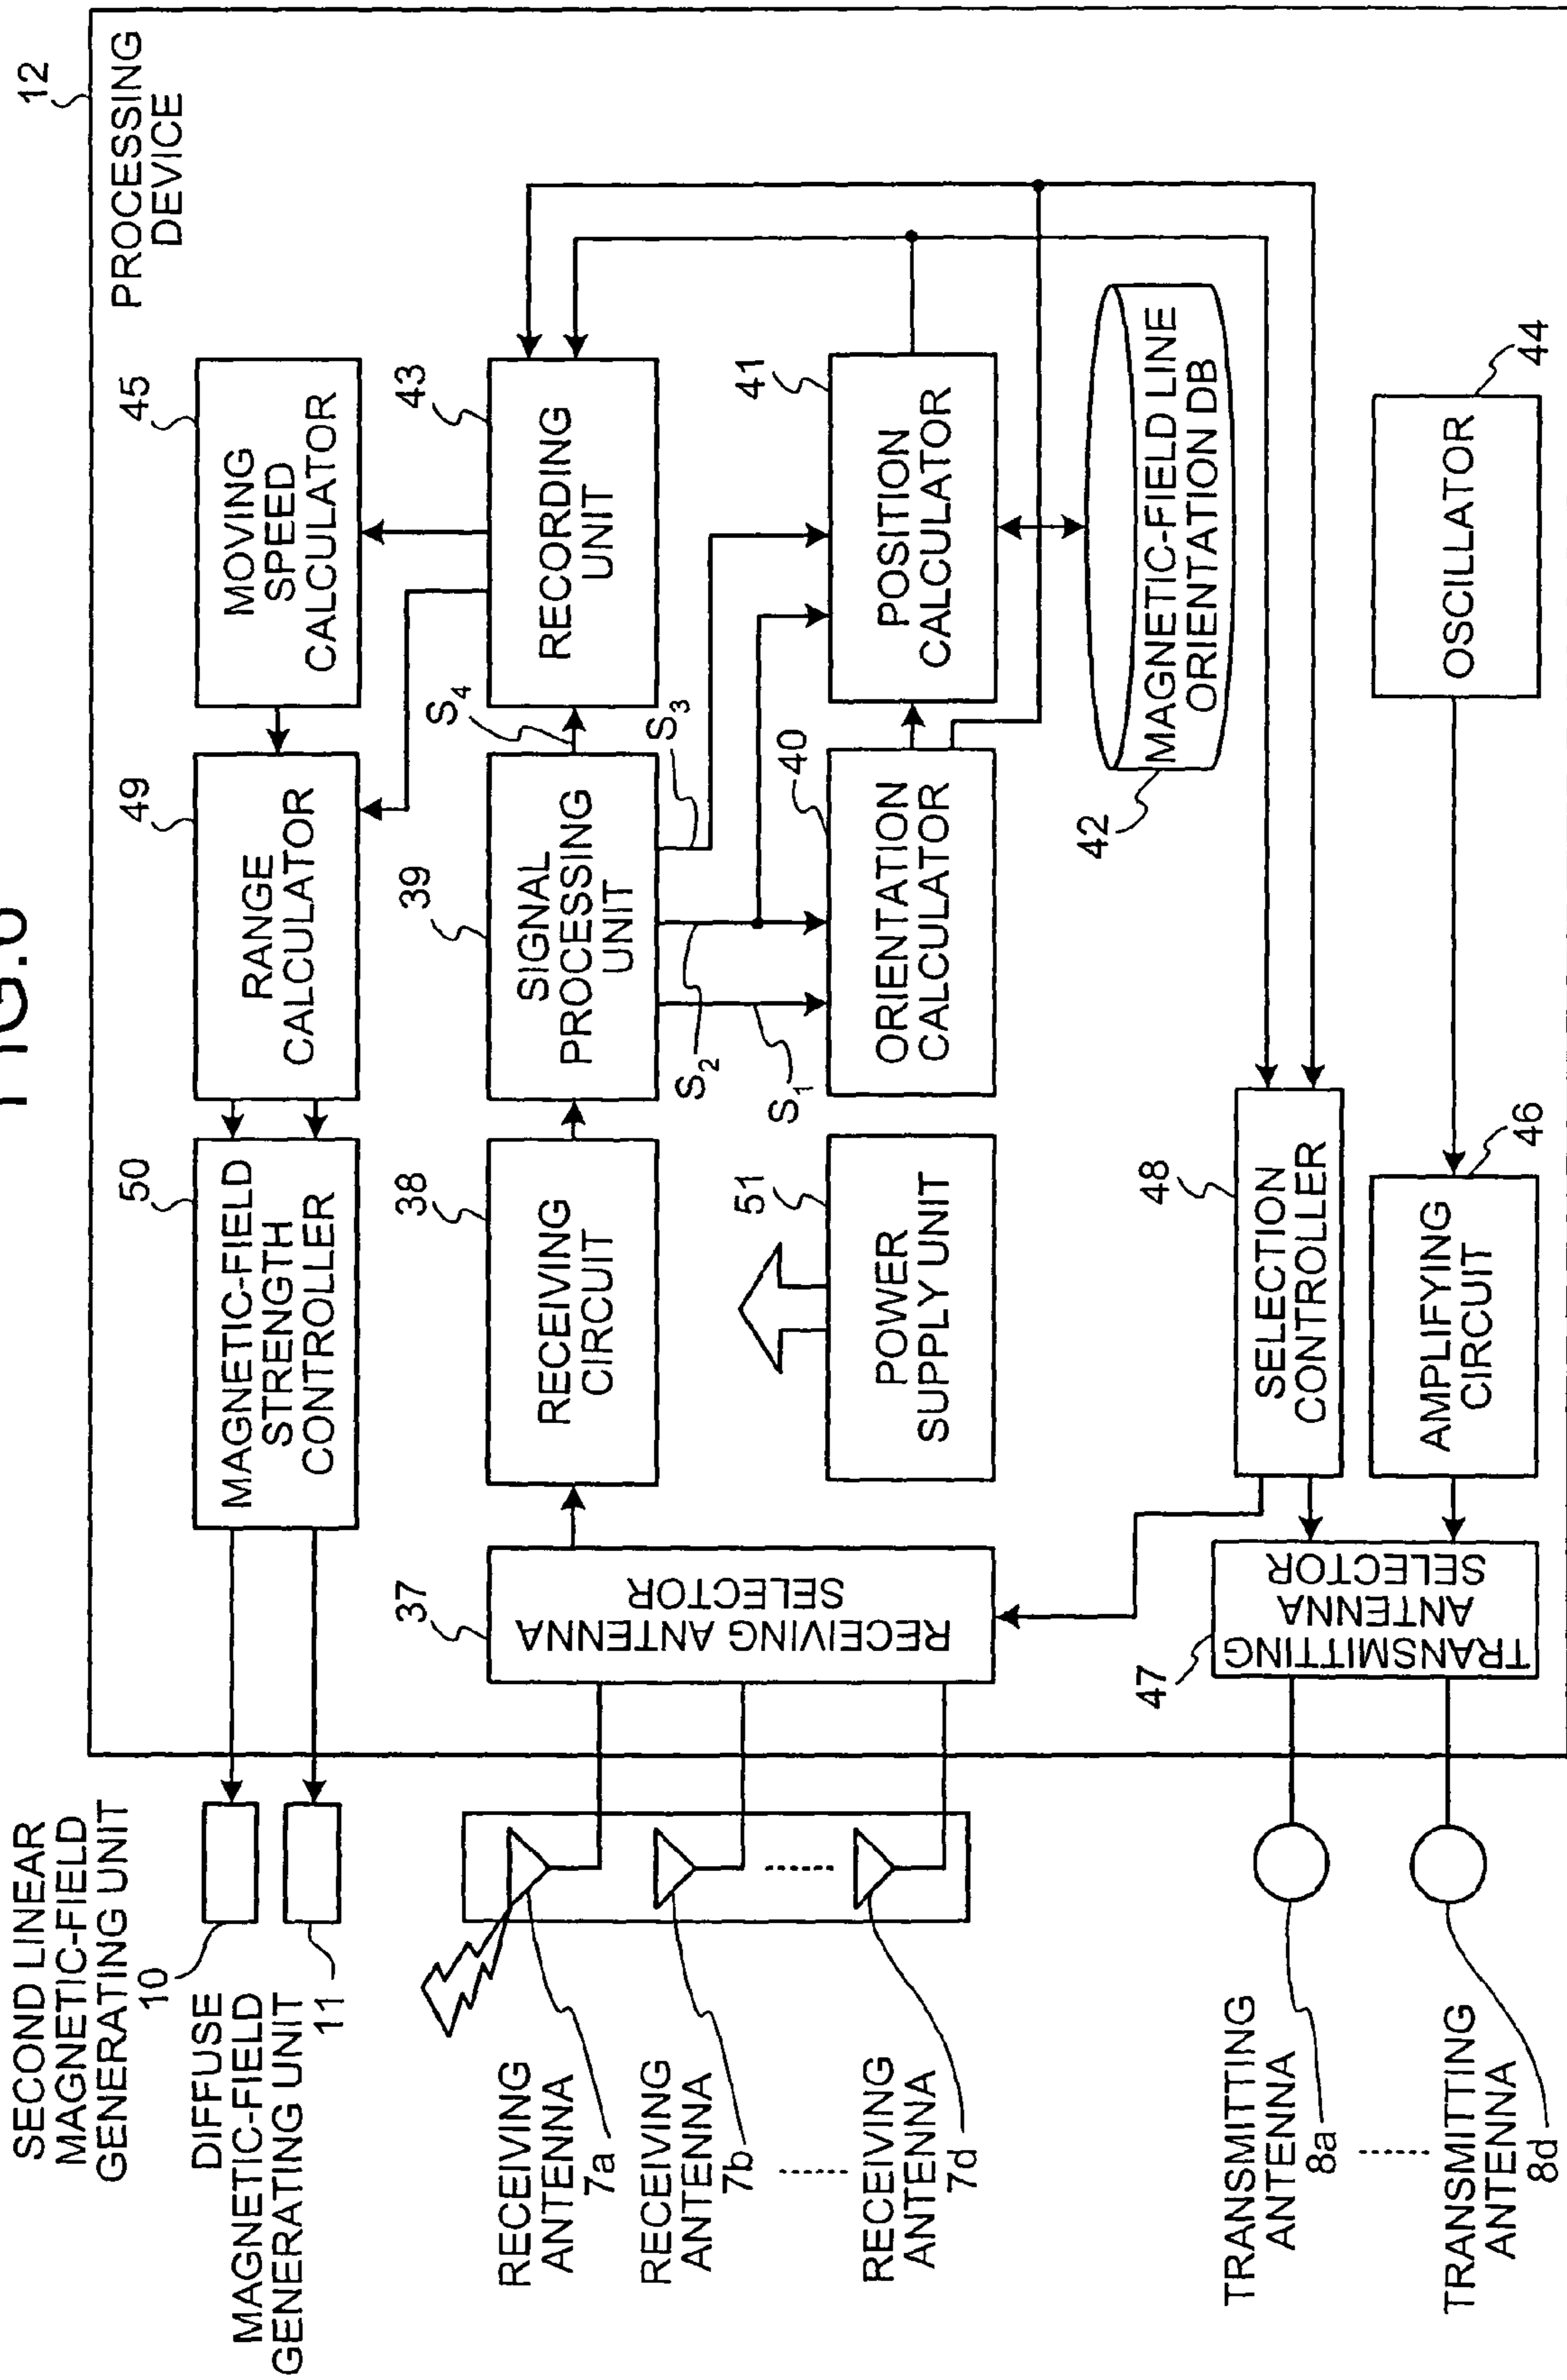 FIG.6
12
PROCESSING
DEVICE
SECOND LINEAR
MAGNETIC-FIELD
GENERATING UNIT
10
DIFFUSE
MAGNETIC-FIELD
GENERATING UNIT
11
50
MAGNETIC-FIELD
STRENGTH
CONTROLLER
49
RANGE
CALCULATOR
45
MOVING
SPEED
CALCULATOR
RECEIVING
ANTENNA
7a
RECEIVING
ANTENNA
7b
RECEIVING
ANTENNA
7d
37
RECEIVING ANTENNA
SELECTOR
38
RECEIVING
CIRCUIT
39
SIGNAL
PROCESSING
UNIT
S4
43
RECORDING
UNIT
S1
S2
S3
51
POWER
SUPPLY UNIT
40
ORIENTATION
CALCULATOR
41
POSITION
CALCULATOR
42
MAGNETIC-FIELD LINE
ORIENTATION DB
TRANSMITTING
ANTENNA
8a
TRANSMITTING
ANTENNA
8d
47
TRANSMITTING
ANTENNA
SELECTOR
48
SELECTION
CONTROLLER
46
AMPLIFYING
CIRCUIT
44
OSCILLATOR